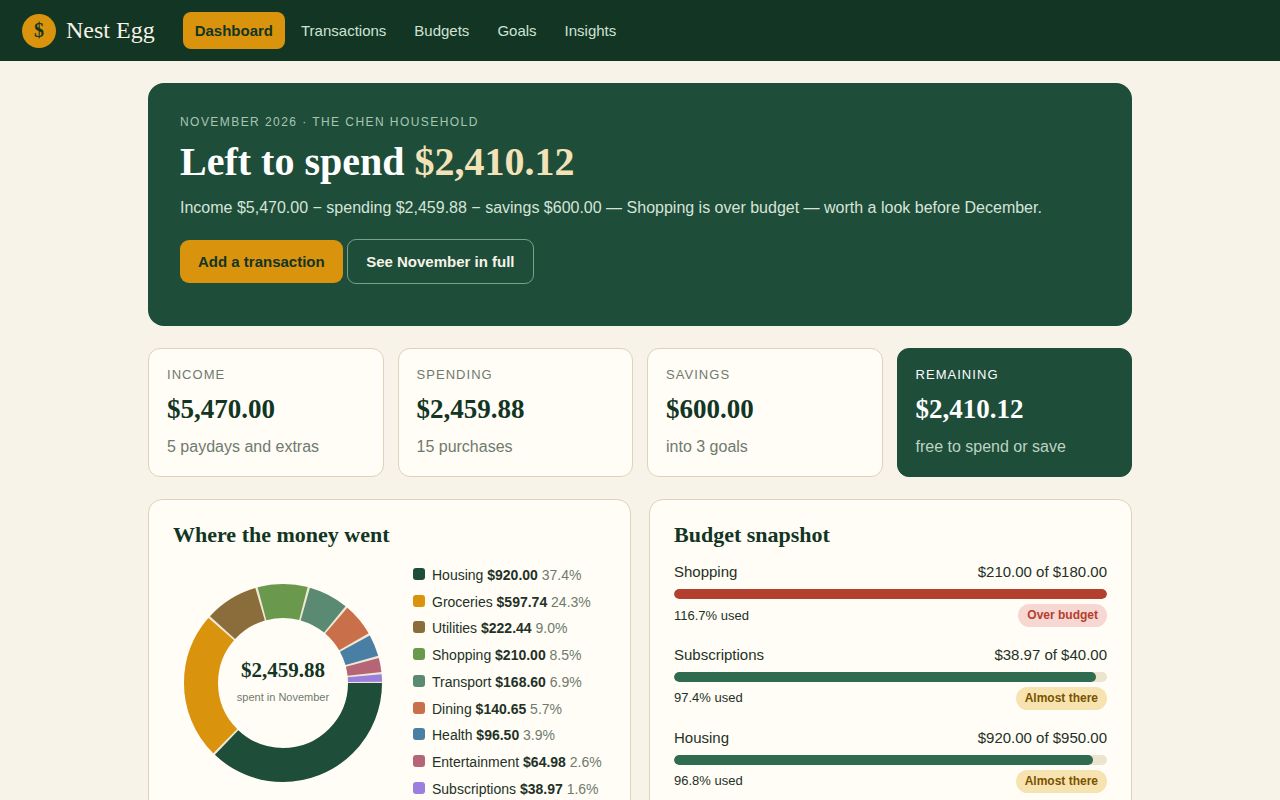 $ Nest Egg Dashboard Transactions Budgets Goals Insights
NOVEMBER 2026 · THE CHEN HOUSEHOLD
Left to spend $2,410.12
Income $5,470.00 − spending $2,459.88 − savings $600.00 — Shopping is over budget — worth a look before December.
Add a transaction See November in full
INCOME
$5,470.00
5 paydays and extras
SPENDING
$2,459.88
15 purchases
SAVINGS
$600.00
into 3 goals
REMAINING
$2,410.12
free to spend or save
Where the money went
$2,459.88
spent in November
Housing $920.00 37.4%
Groceries $597.74 24.3%
Utilities $222.44 9.0%
Shopping $210.00 8.5%
Transport $168.60 6.9%
Dining $140.65 5.7%
Health $96.50 3.9%
Entertainment $64.98 2.6%
Subscriptions $38.97 1.6%
Budget snapshot
Shopping $210.00 of $180.00
116.7% used Over budget
Subscriptions $38.97 of $40.00
97.4% used Almost there
Housing $920.00 of $950.00
96.8% used Almost there